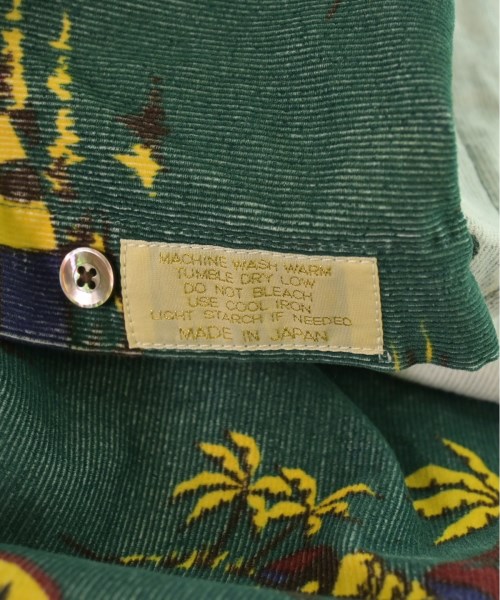 MACHINE WASH WARM
TUMBLE DRY LOW
DO NOT BLEACH
USE COOL IRON
LIGHT STARCH IF NEEDED
MADE IN JAPAN